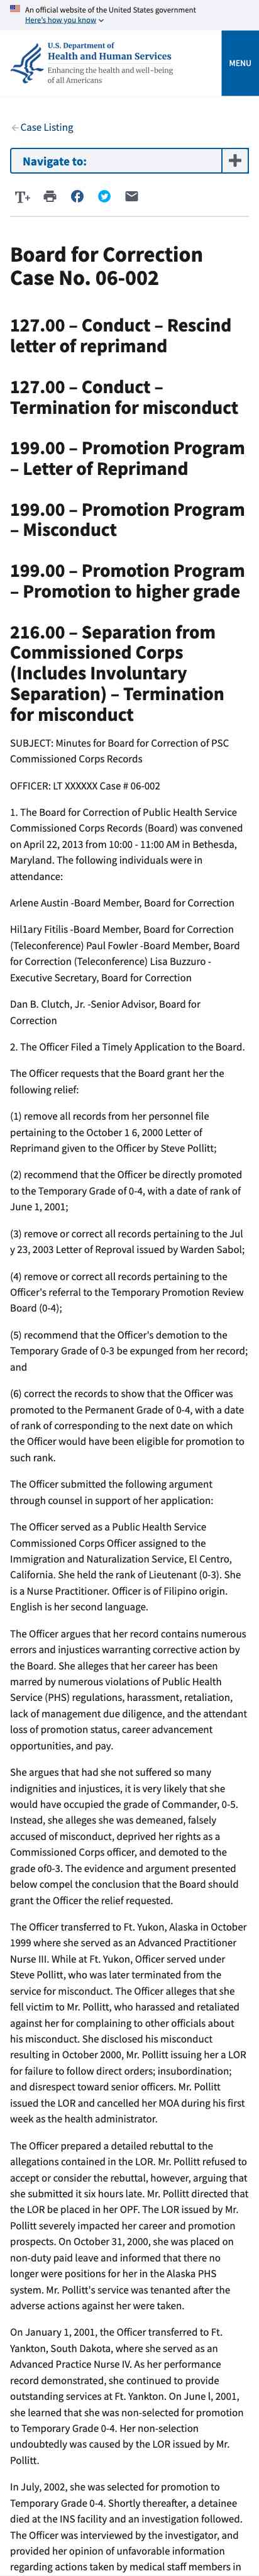 An official website of the United States government
Here's how you know
U.S. Department of
Health and Human Services
Enhancing the health and well-being
of all Americans
MENU
Case Listing
Navigate to:
T+
Board for Correction
Case No. 06-002
127.00 – Conduct – Rescind
letter of reprimand
127.00 – Conduct –
Termination for misconduct
199.00 – Promotion Program
– Letter of Reprimand
199.00 – Promotion Program
– Misconduct
199.00 – Promotion Program
– Promotion to higher grade
216.00 – Separation from
Commissioned Corps
(Includes Involuntary
Separation) – Termination
for misconduct
SUBJECT: Minutes for Board for Correction of PSC
Commissioned Corps Records
OFFICER: LT XXXXXX Case # 06-002
1. The Board for Correction of Public Health Service
Commissioned Corps Records (Board) was convened
on April 22, 2013 from 10:00 - 11:00 AM in Bethesda,
Maryland. The following individuals were in
attendance:
Arlene Austin -Board Member, Board for Correction
Hil1ary Fitilis -Board Member, Board for Correction
(Teleconference) Paul Fowler -Board Member, Board
for Correction (Teleconference) Lisa Buzzuro -
Executive Secretary, Board for Correction
Dan B. Clutch, Jr. -Senior Advisor, Board for
Correction
2. The Officer Filed a Timely Application to the Board.
The Officer requests that the Board grant her the
following relief:
(1) remove all records from her personnel file
pertaining to the October 1 6, 2000 Letter of
Reprimand given to the Officer by Steve Pollitt;
(2) recommend that the Officer be directly promoted
to the Temporary Grade of 0-4, with a date of rank of
June 1, 2001;
(3) remove or correct all records pertaining to the Jul
y 23, 2003 Letter of Reproval issued by Warden Sabol;
(4) remove or correct all records pertaining to the
Officer's referral to the Temporary Promotion Review
Board (0-4);
(5) recommend that the Officer's demotion to the
Temporary Grade of 0-3 be expunged from her record;
and
(6) correct the records to show that the Officer was
promoted to the Permanent Grade of 0-4, with a date
of rank of corresponding to the next date on which
the Officer would have been eligible for promotion to
such rank.
The Officer submitted the following argument
through counsel in support of her application:
The Officer served as a Public Health Service
Commissioned Corps Officer assigned to the
Immigration and Naturalization Service, El Centro,
California. She held the rank of Lieutenant (0-3). She
is a Nurse Practitioner. Officer is of Filipino origin.
English is her second language.
The Officer argues that her record contains numerous
errors and injustices warranting corrective action by
the Board. She alleges that her career has been
marred by numerous violations of Public Health
Service (PHS) regulations, harassment, retaliation,
lack of management due diligence, and the attendant
loss of promotion status, career advancement
opportunities, and pay.
She argues that had she not suffered so many
indignities and injustices, it is very likely that she
would have occupied the grade of Commander, 0-5.
Instead, she alleges she was demeaned, falsely
accused of misconduct, deprived her rights as a
Commissioned Corps officer, and demoted to the
grade of0-3. The evidence and argument presented
below compel the conclusion that the Board should
grant the Officer the relief requested.
The Officer transferred to Ft. Yukon, Alaska in October
1999 where she served as an Advanced Practitioner
Nurse III. While at Ft. Yukon, Officer served under
Steve Pollitt, who was later terminated from the
service for misconduct. The Officer alleges that she
fell victim to Mr. Pollitt, who harassed and retaliated
against her for complaining to other officials about
his misconduct. She disclosed his misconduct
resulting in October 2000, Mr. Pollitt issuing her a LOR
for failure to follow direct orders; insubordination;
and disrespect toward senior officers. Mr. Pollitt
issued the LOR and cancelled her MOA during his first
week as the health administrator.
The Officer prepared a detailed rebuttal to the
allegations contained in the LOR. Mr. Pollitt refused to
accept or consider the rebuttal, however, arguing that
she submitted it six hours late. Mr. Pollitt directed that
the LOR be placed in her OPF. The LOR issued by Mr.
Pollitt severely impacted her career and promotion
prospects. On October 31, 2000, she was placed on
non-duty paid leave and informed that there no
longer were positions for her in the Alaska PHS
system. Mr. Pollitt's service was tenanted after the
adverse actions against her were taken.
On January 1, 2001, the Officer transferred to Ft.
Yankton, South Dakota, where she served as an
Advanced Practice Nurse IV. As her performance
record demonstrated, she continued to provide
outstanding services at Ft. Yankton. On June l, 2001,
she learned that she was non-selected for promotion
to Temporary Grade 0-4. Her non-selection
undoubtedly was caused by the LOR issued by Mr.
Pollitt.
In July, 2002, she was selected for promotion to
Temporary Grade 0-4. Shortly thereafter, a detainee
died at the INS facility and an investigation followed.
The Officer was interviewed by the investigator, and
provided her opinion of unfavorable information
regarding actions taken by medical staff members in